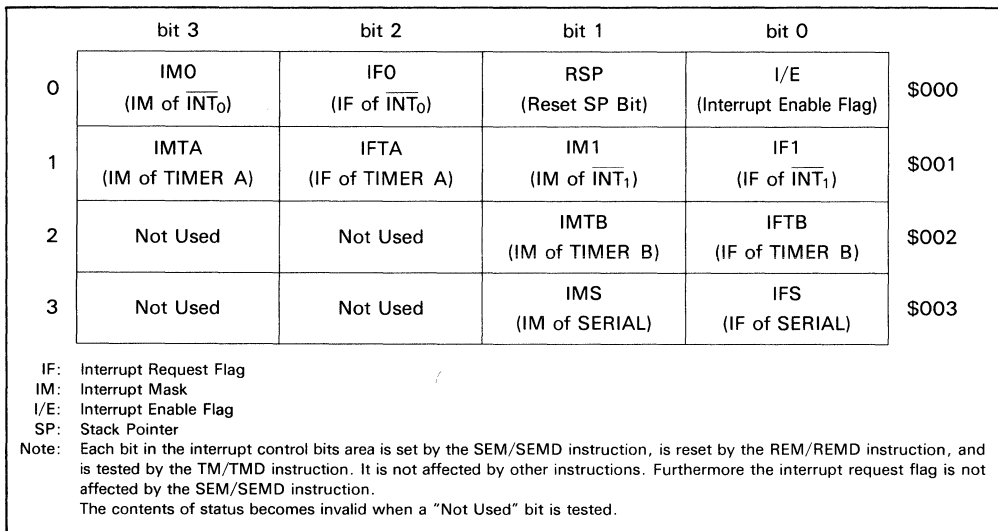 bit 3 bit 2 bit 1 bit 0
0 IM0 IF0 RSP I/E $000
(IM of INT0) (IF of INT0) (Reset SP Bit) (Interrupt Enable Flag)
1 IMTA IFTA IM1 IF1 $001
(IM of TIMER A) (IF of TIMER A) (IM of INT1) (IF of INT1)
2 Not Used Not Used IMTB IFTB $002
(IM of TIMER B) (IF of TIMER B)
3 Not Used Not Used IMS IFS $003
(IM of SERIAL) (IF of SERIAL)
IF: Interrupt Request Flag
IM: Interrupt Mask
I/E: Interrupt Enable Flag
SP: Stack Pointer
Note: Each bit in the interrupt control bits area is set by the SEM/SEMD instruction, is reset by the REM/REMD instruction, and
is tested by the TM/TMD instruction. It is not affected by other instructions. Furthermore the interrupt request flag is not
affected by the SEM/SEMD instruction.
The contents of status becomes invalid when a "Not Used" bit is tested.